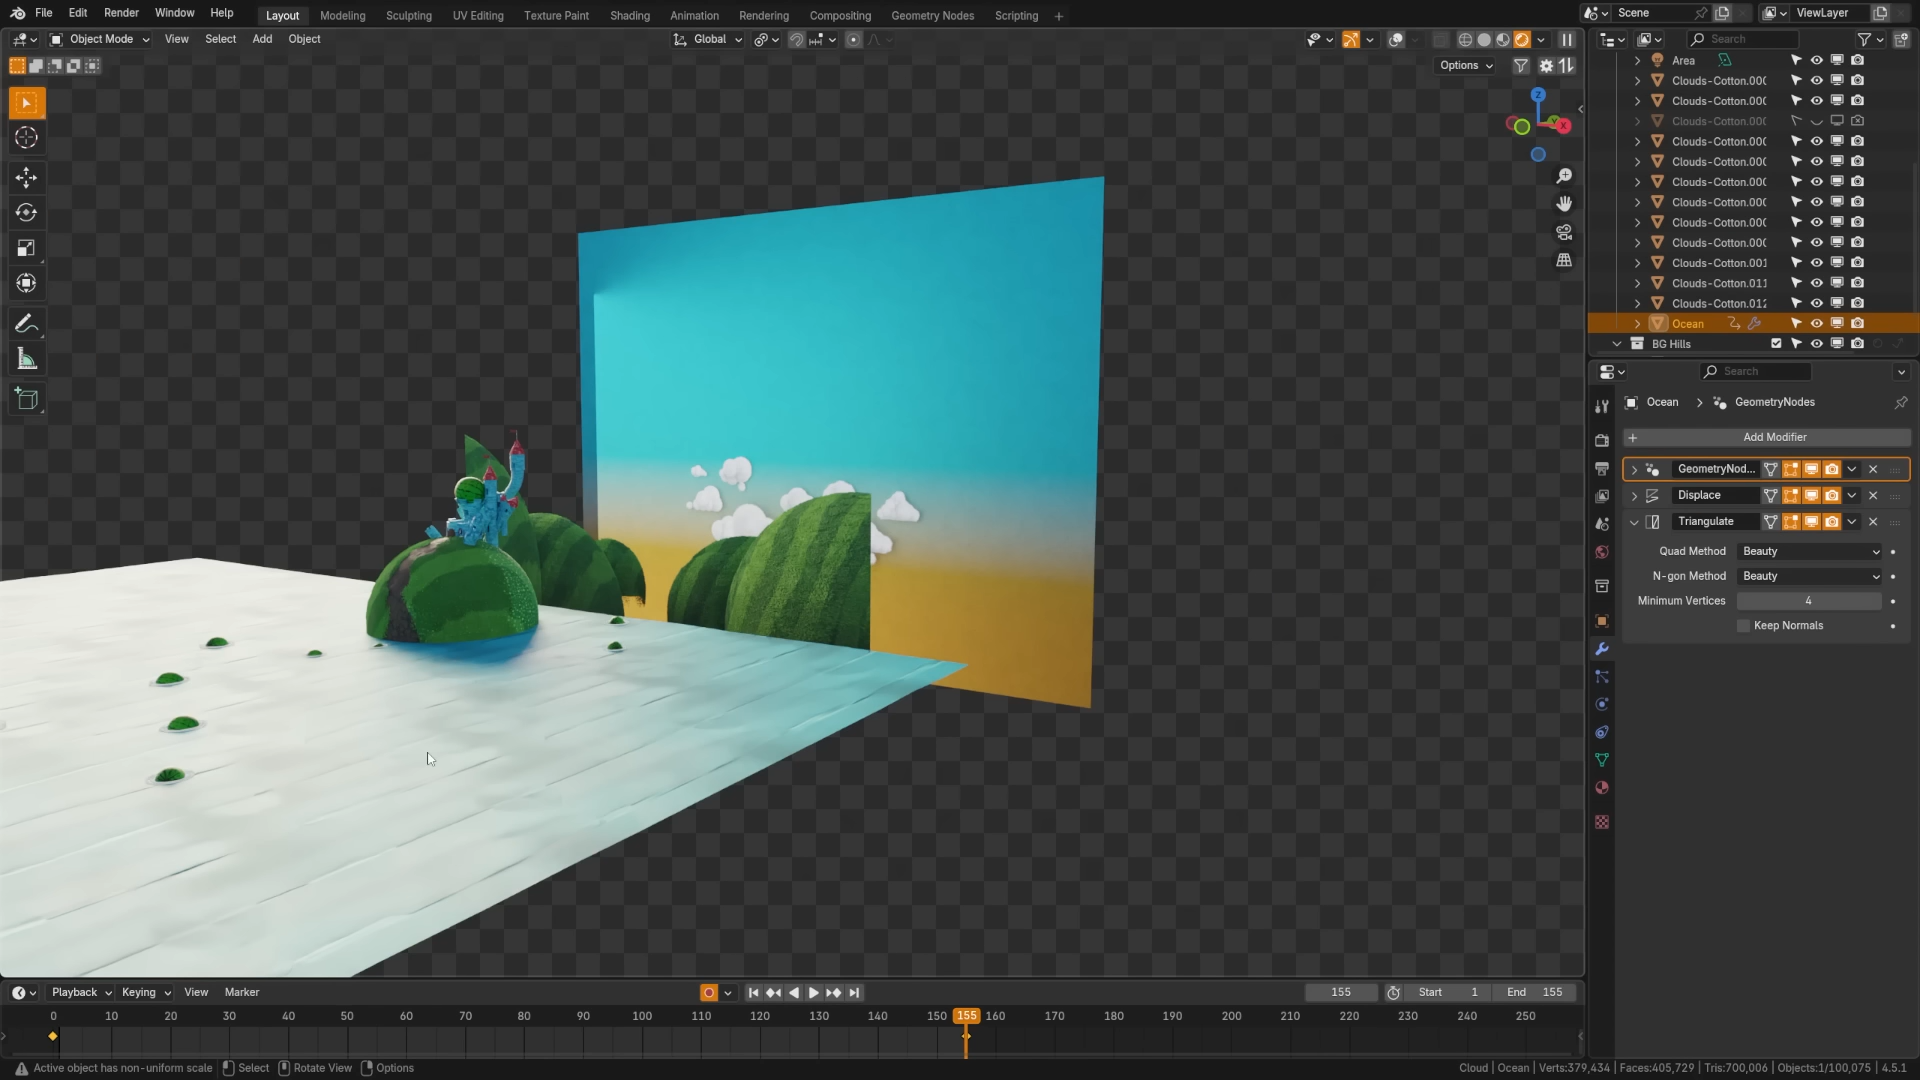 File Edit Render Window Help
Layout Modeling Sculpting UV Editing Texture Paint Shading Animation Rendering Compositing Geometry Nodes Scripting +
Scene ViewLayer
Object Mode View Select Add Object
Global
Search
Options
Z
Y
X
Area
Clouds-Cotton.00(
Clouds-Cotton.00(
Clouds-Cotton.00(
Clouds-Cotton.00(
Clouds-Cotton.00(
Clouds-Cotton.00(
Clouds-Cotton.00(
Clouds-Cotton.00(
Clouds-Cotton.00(
Clouds-Cotton.001
Clouds-Cotton.011
Clouds-Cotton.012
Ocean
BG Hills
Search
Ocean > GeometryNodes
+ Add Modifier
GeometryNod...
Displace
Triangulate
Quad Method Beauty
N-gon Method Beauty
Minimum Vertices 4
Keep Normals
Playback Keying View Marker
155 Start 1 End 155
0 10 20 30 40 50 60 70 80 90 100 110 120 130 140 150 155 160 170 180 190 200 210 220 230 240 250
Active object has non-uniform scale Select Rotate View Options
Cloud | Ocean | Verts:379,434 | Faces:405,729 | Tris:700,006 | Objects:1/100,075 | 4.5.1